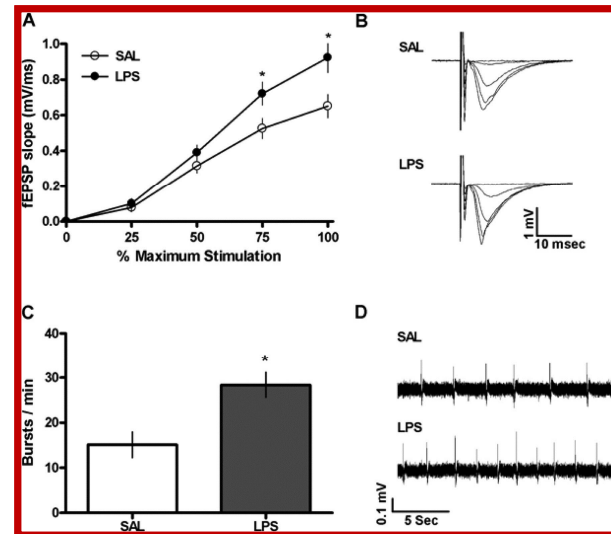 A
SAL
LPS
fEPSP slope (mV/ms)
1.0
0.8
0.6
0.4
0.2
0.0
*
*
0
25
50
75
100
% Maximum Stimulation
B
SAL
LPS
1 mV
10 msec
C
Bursts / min
40
30
20
10
0
*
SAL
LPS
D
SAL
LPS
0.1 mV
5 Sec